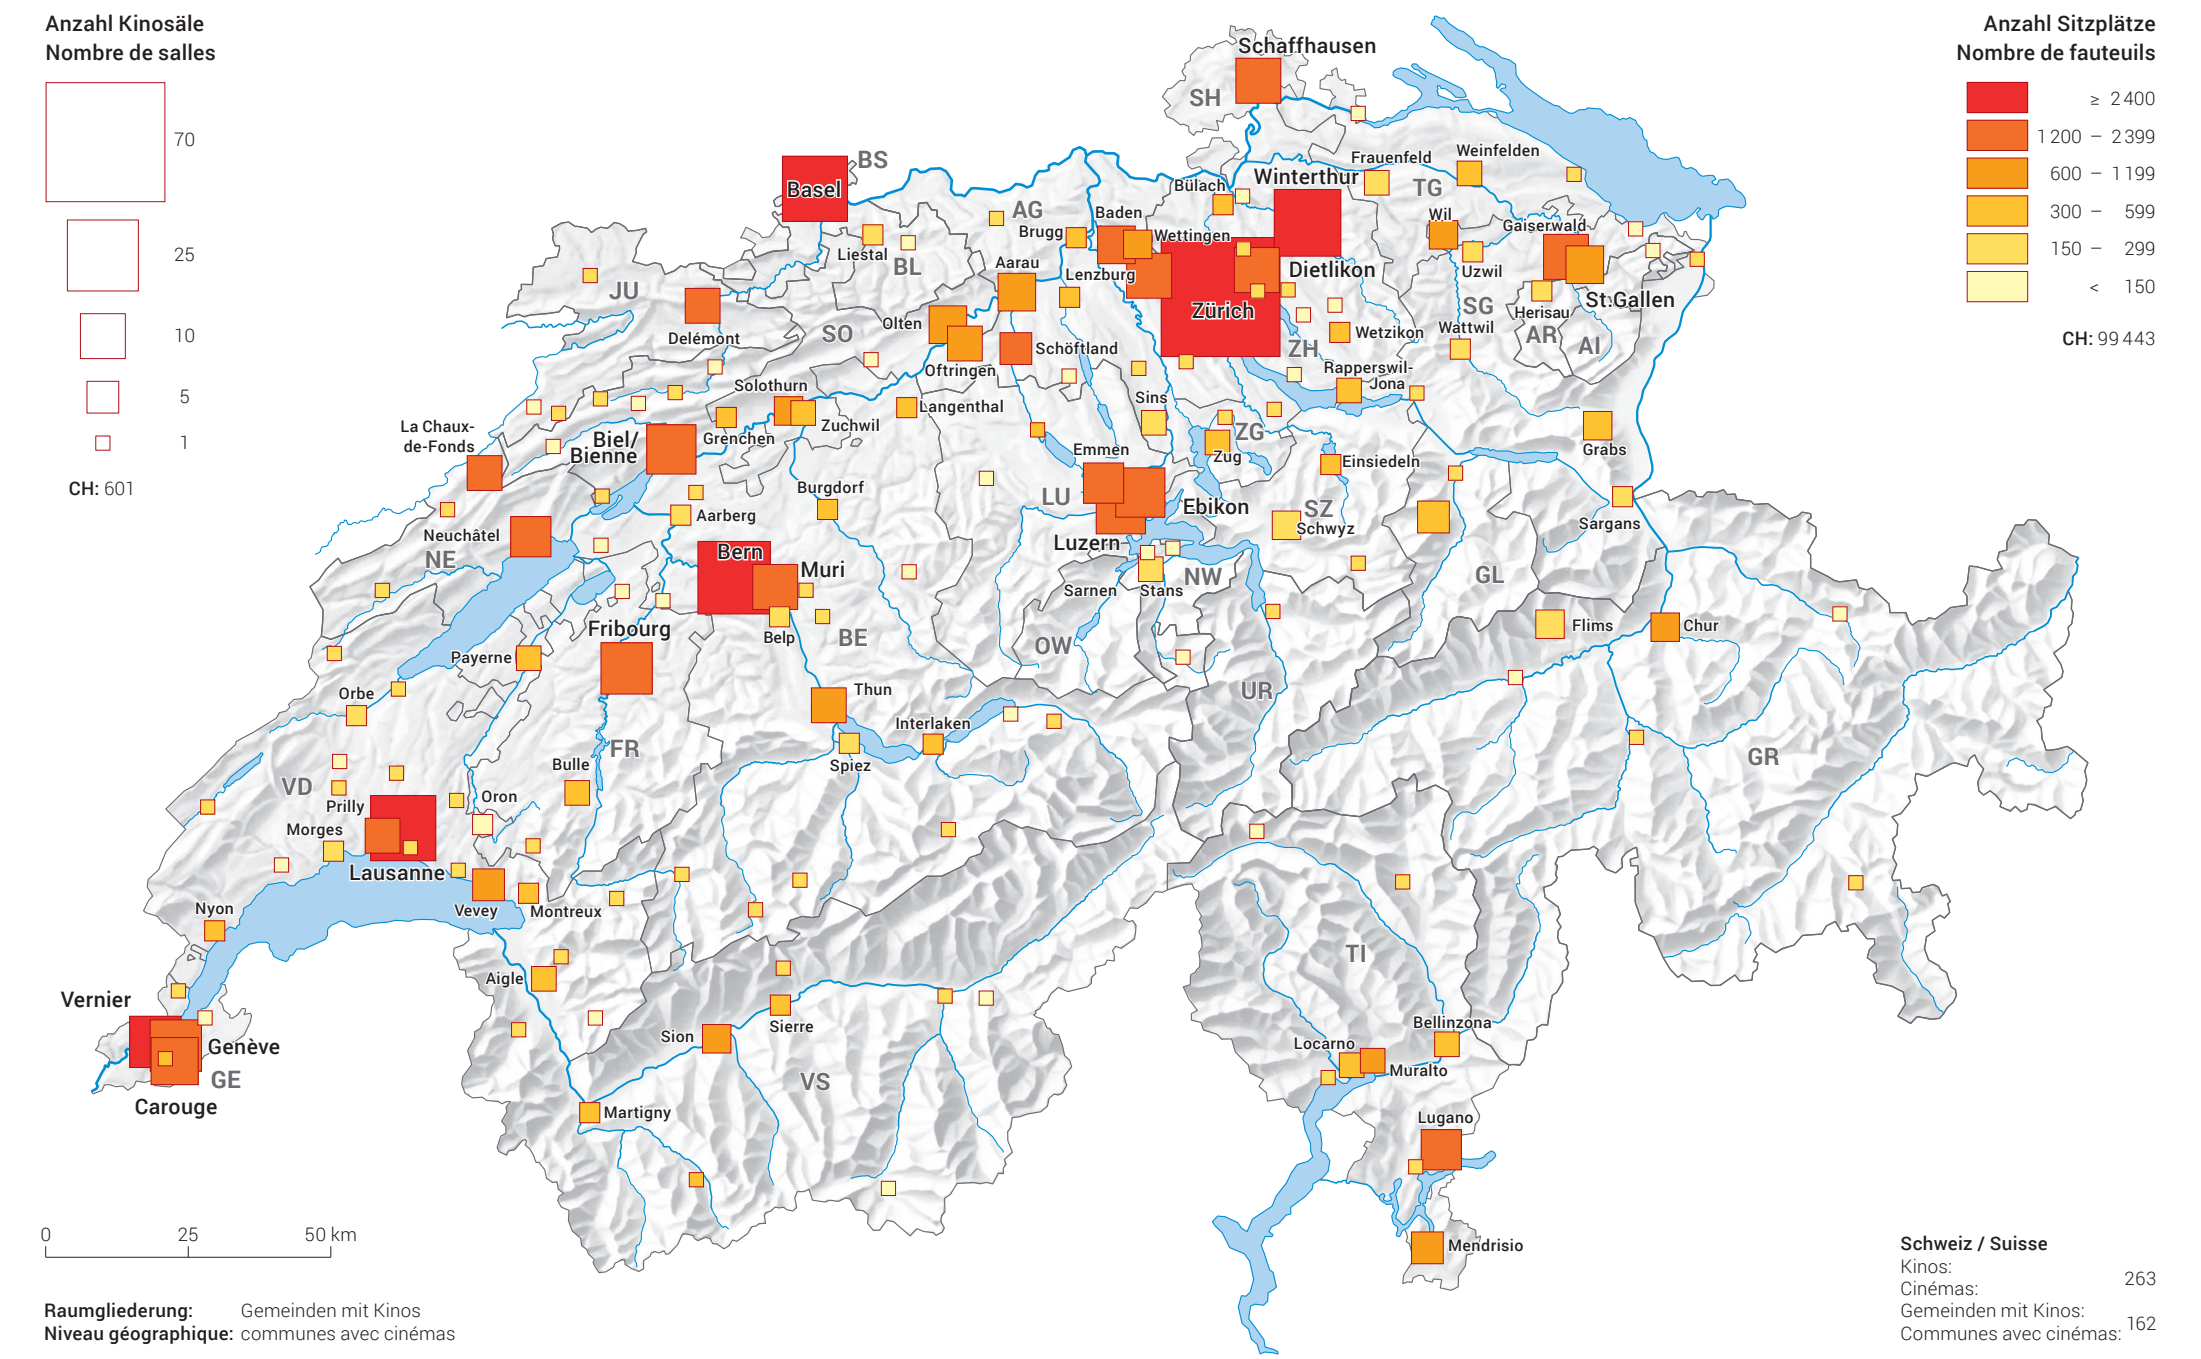 Anzahl Kinosäle
Nombre de salles
70
25
10
5
1
CH: 601
Anzahl Sitzplätze
Nombre de fauteuils
≥ 2 400
1 200 – 2 399
600 – 1 199
300 – 599
150 – 299
< 150
CH: 99 443
Schaffhausen
SH
BS
Basel
Frauenfeld
Weinfelden
Winterthur
TG
Bülach
AG
Baden
Wil
Gaiserwald
Brugg
Wettingen
Liestal
BL
Aarau
Lenzburg
Dietlikon
Uzwil
JU
St.Gallen
SG
Herisau
Zürich
Olten
SO
Delémont
Schöftland
Wetzikon
Wattwil
AR
AI
ZH
Oftringen
Rapperswil-
Jona
Solothurn
Sins
Langenthal
La Chaux-
de-Fonds
Zuchwil
Biel/
Bienne
Grenchen
ZG
Emmen
Zug
Grabs
Einsiedeln
Burgdorf
LU
Ebikon
SZ
Aarberg
Schwyz
Sargans
Neuchâtel
Luzern
NE
Bern
Muri
NW
GL
Sarnen
Stans
Fribourg
Belp
BE
Flims
Chur
OW
Payerne
Orbe
Thun
UR
Interlaken
FR
Bulle
Spiez
GR
VD
Prilly
Oron
Morges
Lausanne
Vevey
Montreux
Nyon
TI
Aigle
Vernier
Sierre
Bellinzona
Sion
Genève
Locarno
Muralto
GE
VS
Carouge
Martigny
Lugano
Mendrisio
0 25 50 km
Schweiz / Suisse
Kinos:
Cinémas:
263
Gemeinden mit Kinos:
Communes avec cinémas:
162
Raumgliederung: Gemeinden mit Kinos
Niveau géographique: communes avec cinémas